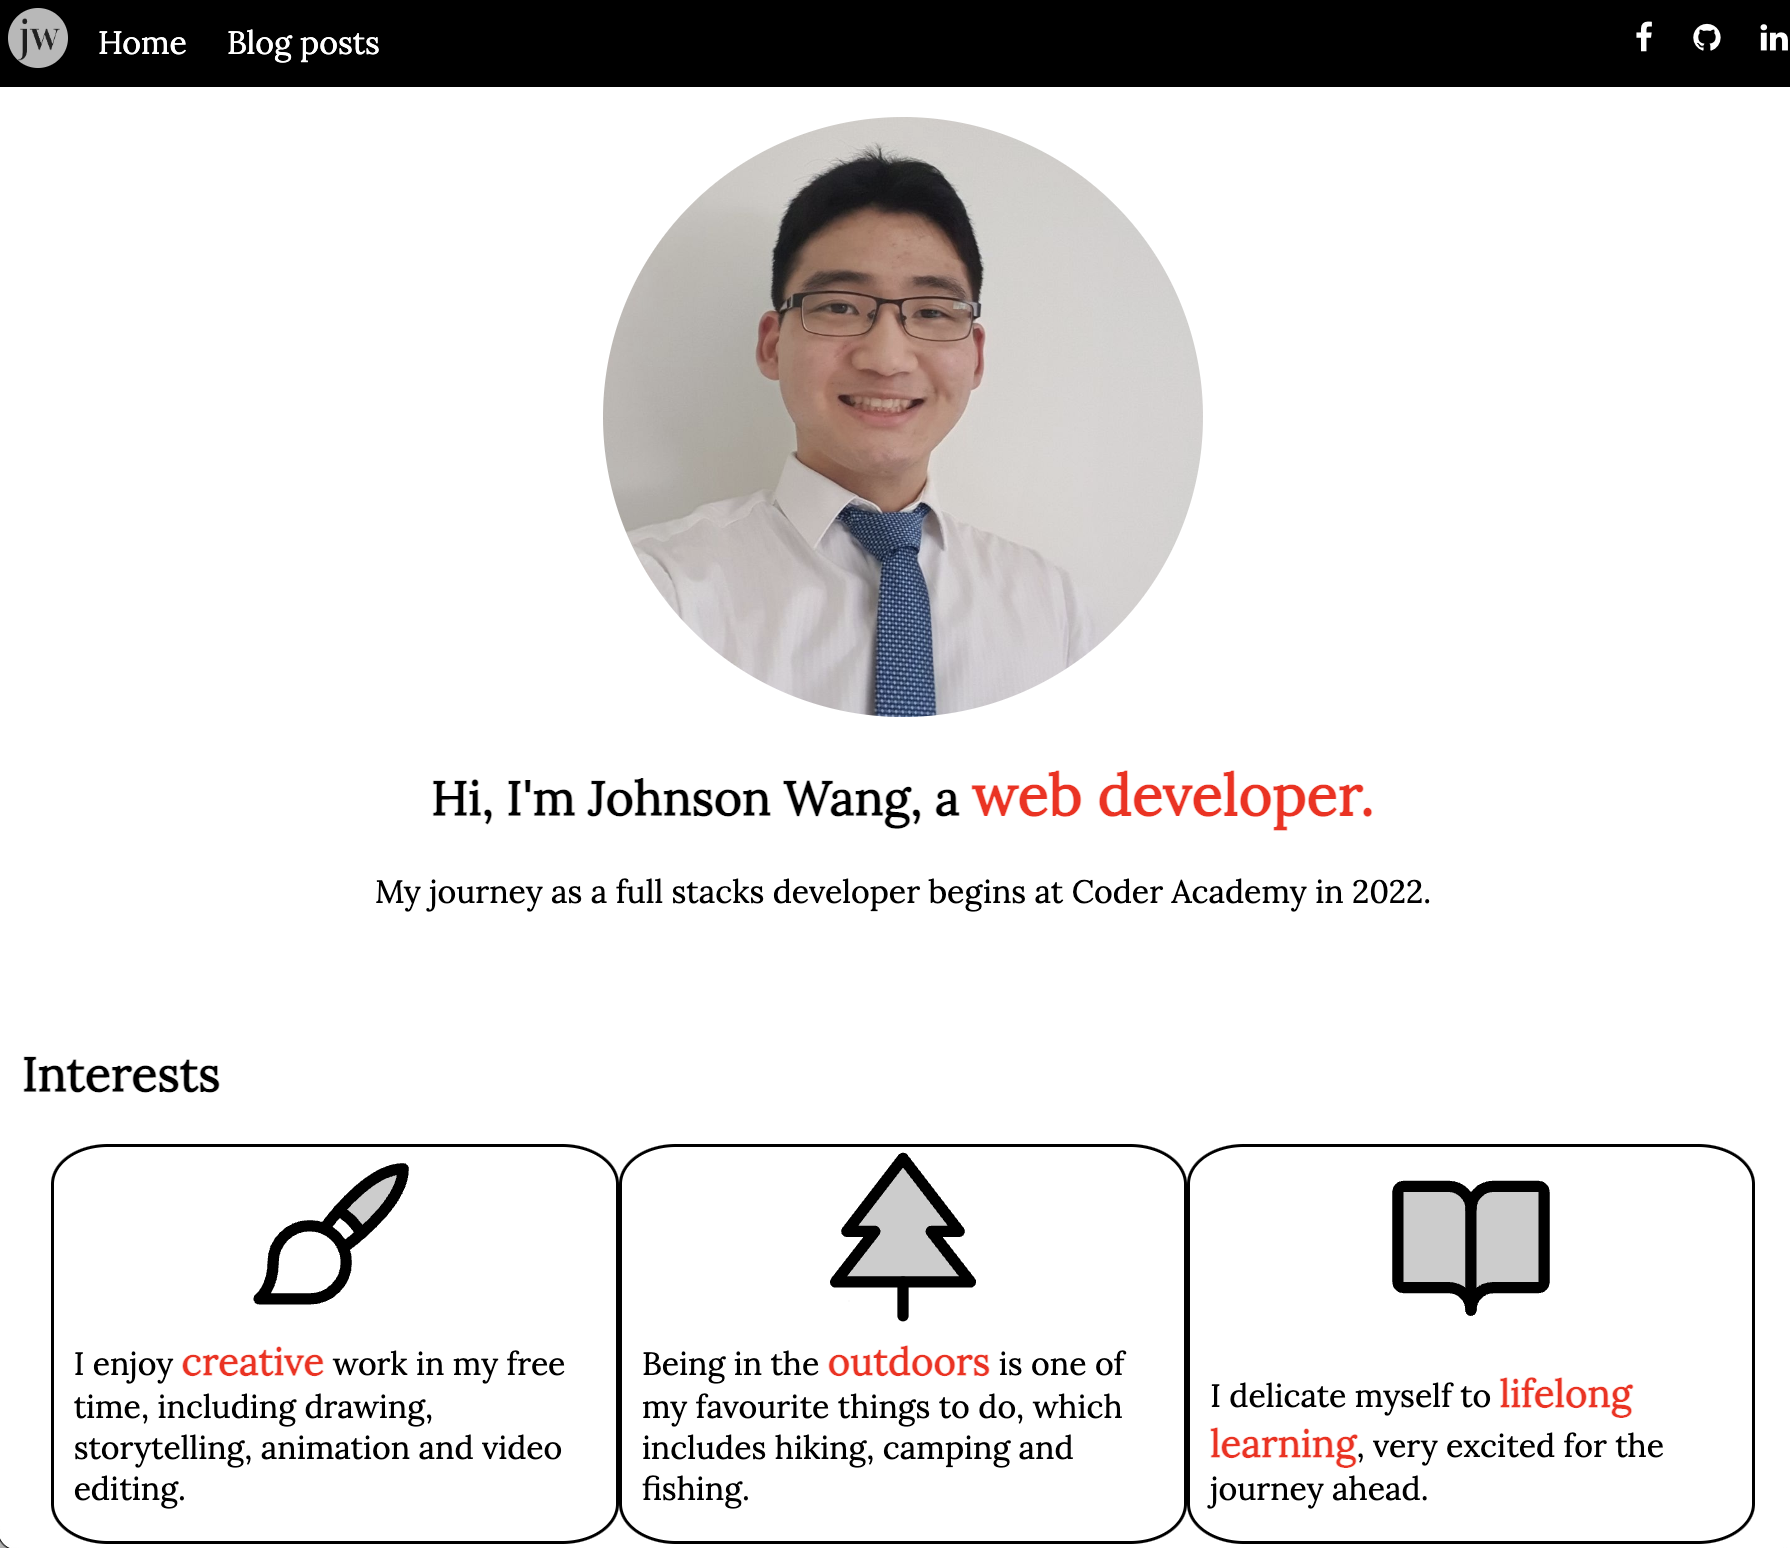 jw Home Blog posts
Hi, I'm Johnson Wang, a web developer.
My journey as a full stacks developer begins at Coder Academy in 2022.
Interests
I enjoy creative work in my free
time, including drawing,
storytelling, animation and video
editing.
Being in the outdoors is one of
my favourite things to do, which
includes hiking, camping and
fishing.
I delicate myself to lifelong
learning, very excited for the
journey ahead.